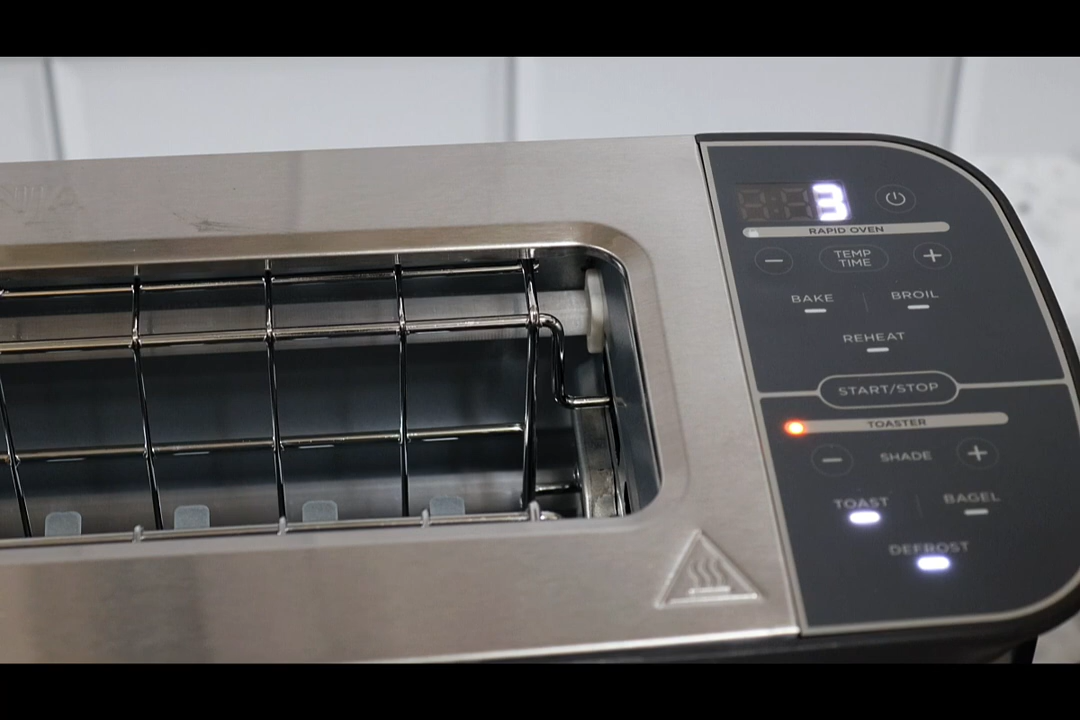 3
RAPID OVEN
− TEMP +
TIME
BAKE BROIL
REHEAT
START/STOP
TOASTER
− SHADE +
TOAST BAGEL
DEFROST